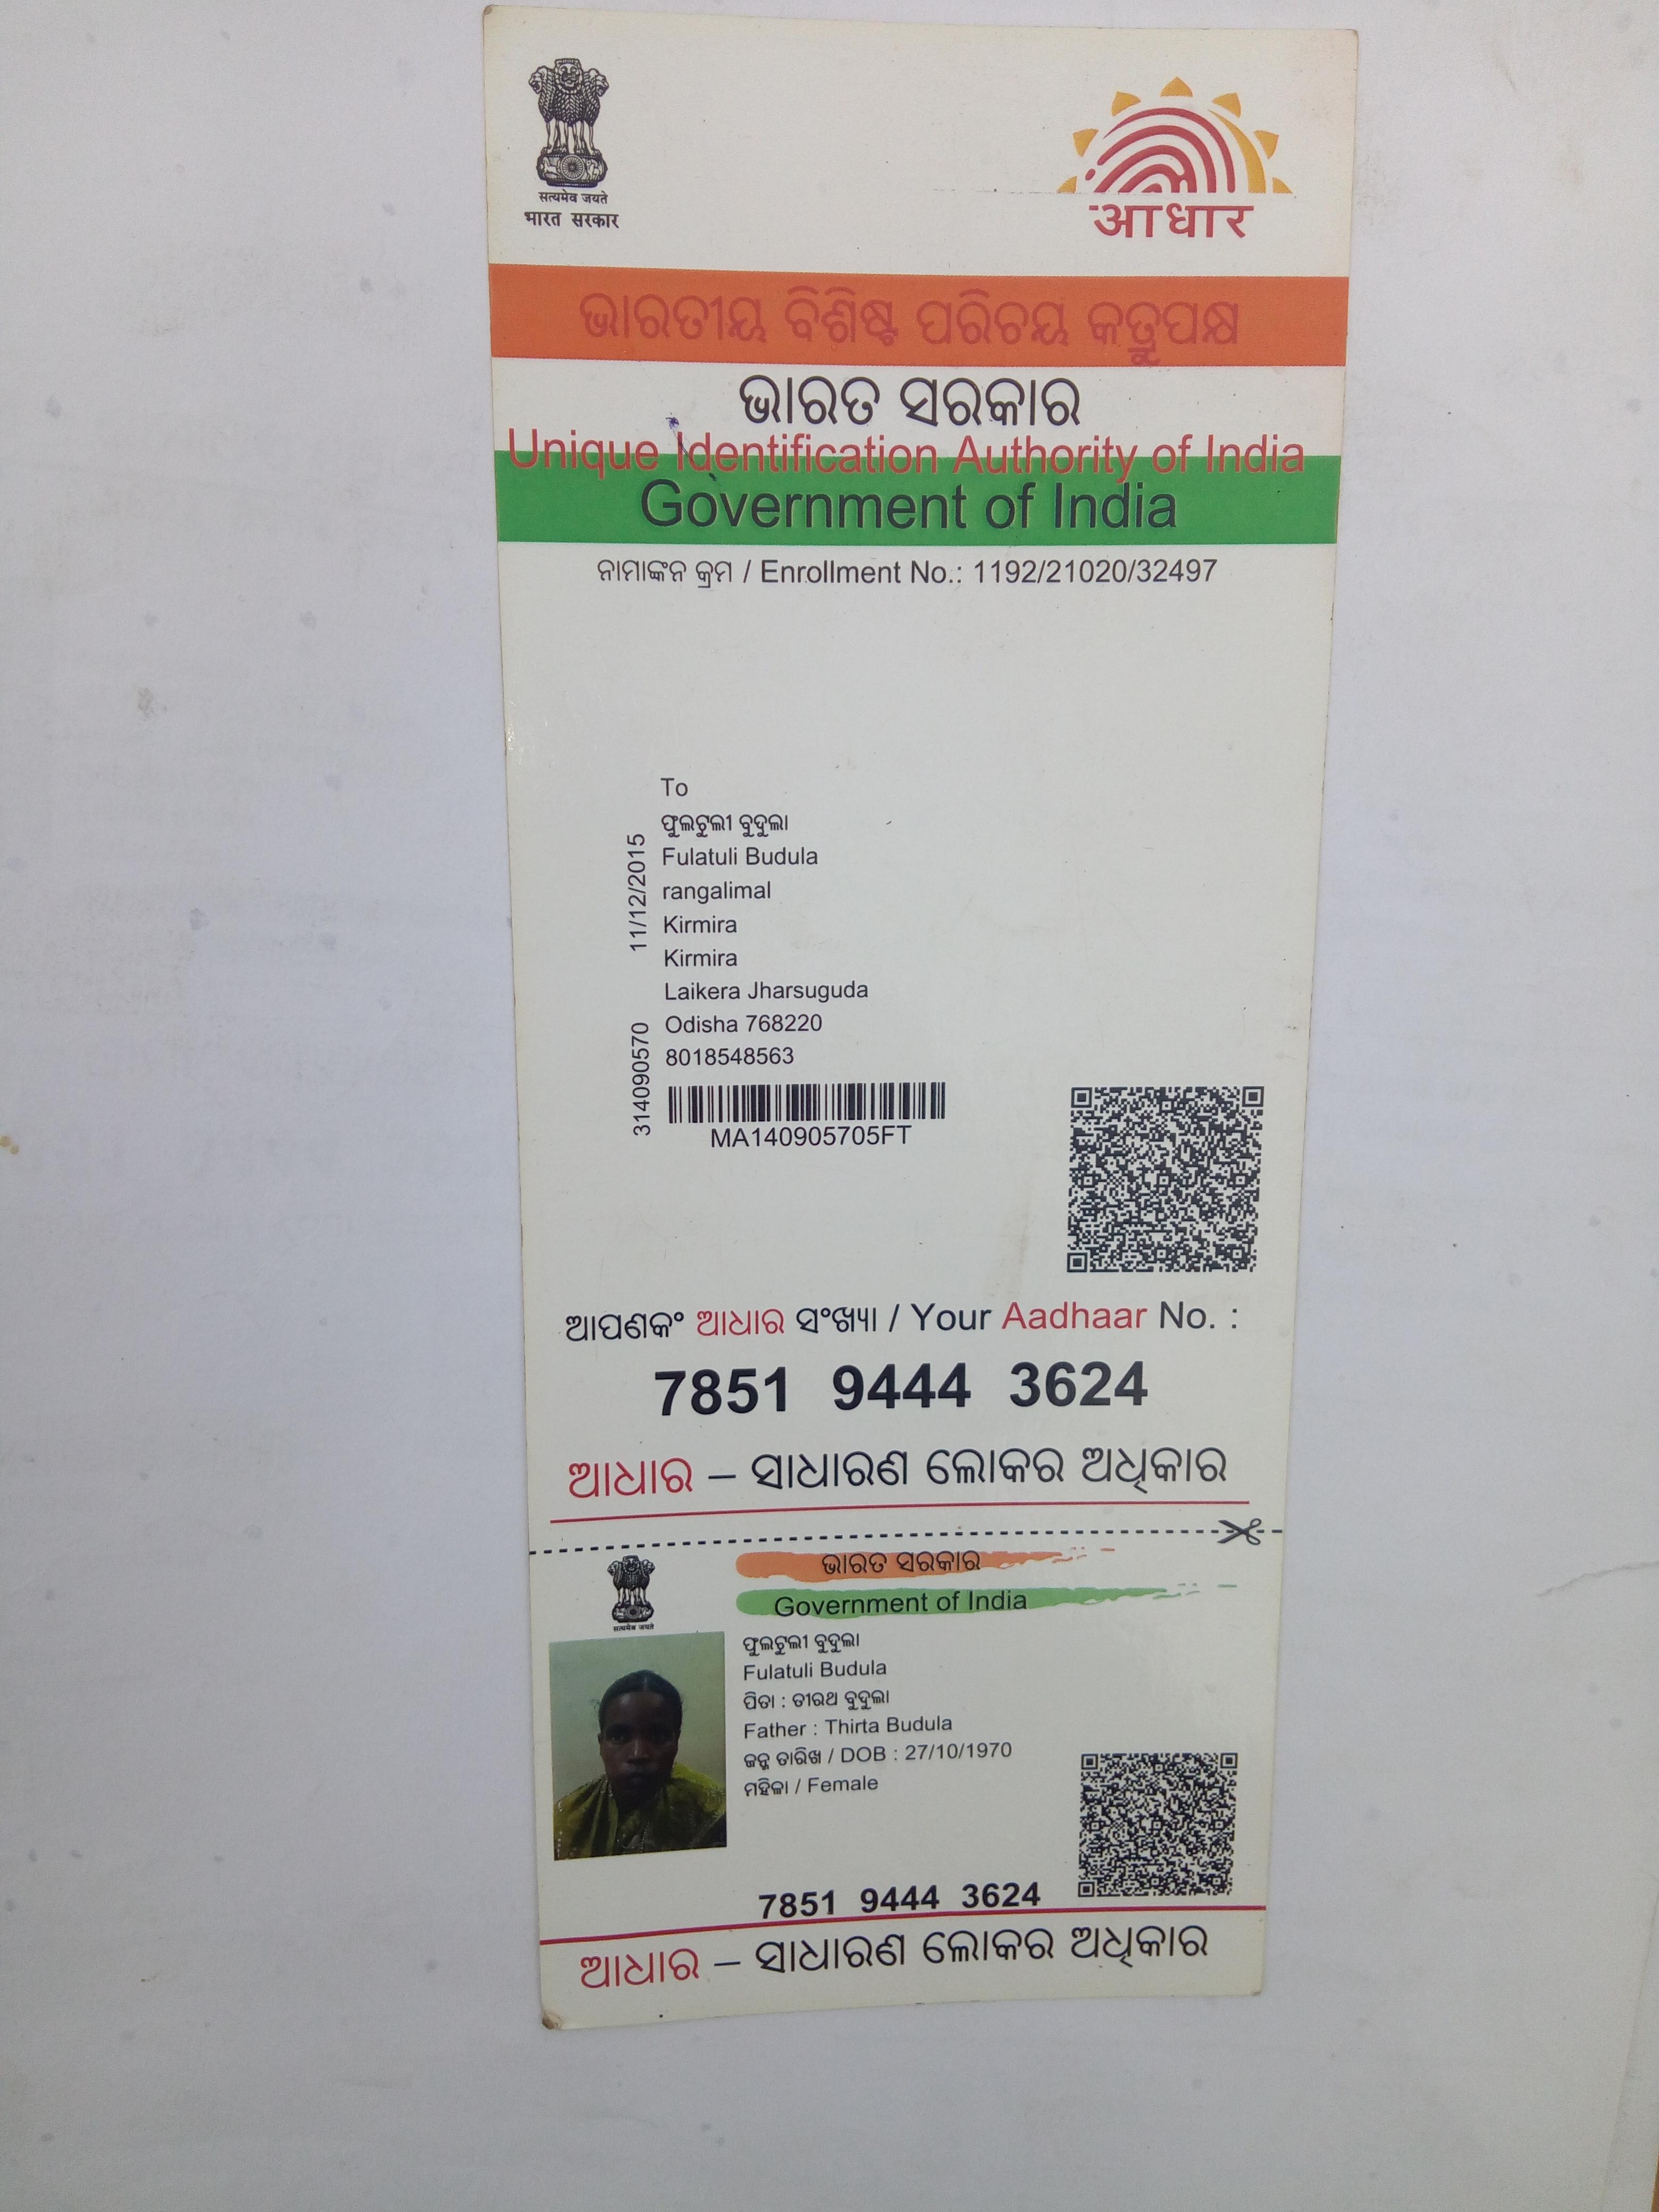 सत्यमेव जयते
भारत सरकार
आधार
ଭାରତୀୟ ବିଶିଷ୍ଟ ପରିଚୟ କର୍ତ୍ତୃପକ୍ଷ
ଭାରତ ସରକାର
Unique Identification Authority of India
Government of India
ନାମାଙ୍କନ କ୍ରମ / Enrollment No.: 1192/21020/32497
To
ଫୁଲଟୁଲୀ ବୁଦୁଲା
Fulatuli Budula
rangalimal
Kirmira
Kirmira
Laikera Jharsuguda
Odisha 768220
8018548563
314090570 11/12/2015
MA140905705FT
ଆପଣକଂ ଆଧାର ସଂଖ୍ୟା / Your Aadhaar No. :
7851 9444 3624
ଆଧାର – ସାଧାରଣ ଲୋକର ଅଧିକାର
सत्यमेव जयते
ଭାରତ ସରକାର
Government of India
ଫୁଲଟୁଲୀ ବୁଦୁଲା
Fulatuli Budula
ପିତା : ତୀରଥ ବୁଦୁଲା
Father : Thirta Budula
ଜନ୍ମ ତାରିଖ / DOB : 27/10/1970
ମହିଳା / Female
7851 9444 3624
ଆଧାର – ସାଧାରଣ ଲୋକର ଅଧିକାର